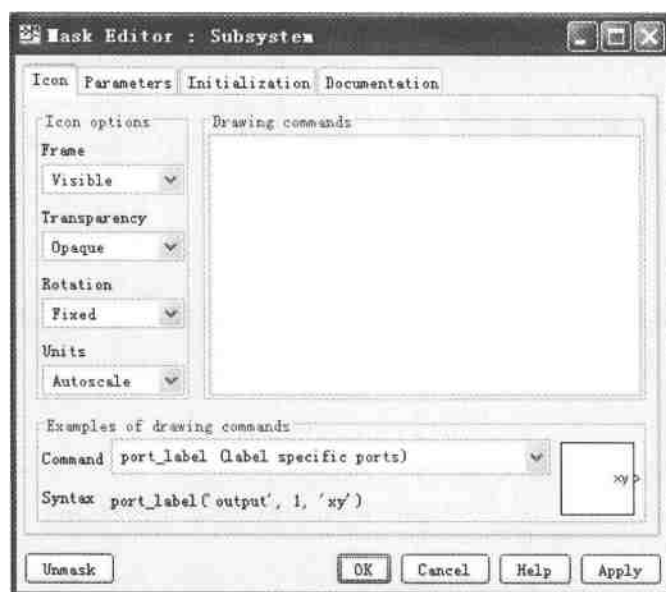 Mask Editor : Subsystem
Icon Parameters Initialization Documentation
Icon options
Drawing commands
Frame
Visible
Transparency
Opaque
Rotation
Fixed
Units
Autoscale
Examples of drawing commands
Command port_label (label specific ports)
xy
Syntax port_label('output', 1, 'xy')
Unmask OK Cancel Help Apply